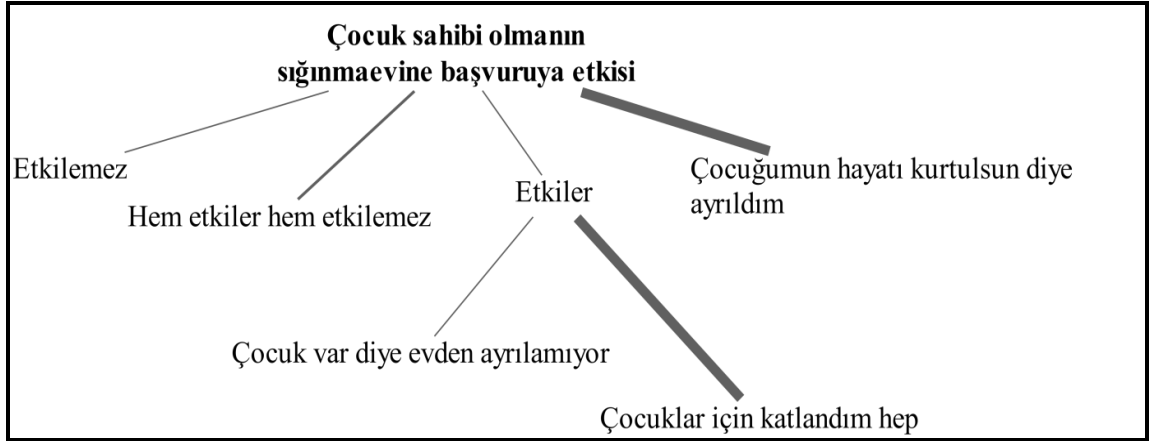 Çocuk sahibi olmanın
sığınmaevine başvuruya etkisi
Etkilemez
Hem etkiler hem etkilemez
Etkiler
Çocuğumun hayatı kurtulsun diye
ayrıldım
Çocuk var diye evden ayrılamıyor
Çocuklar için katlandım hep